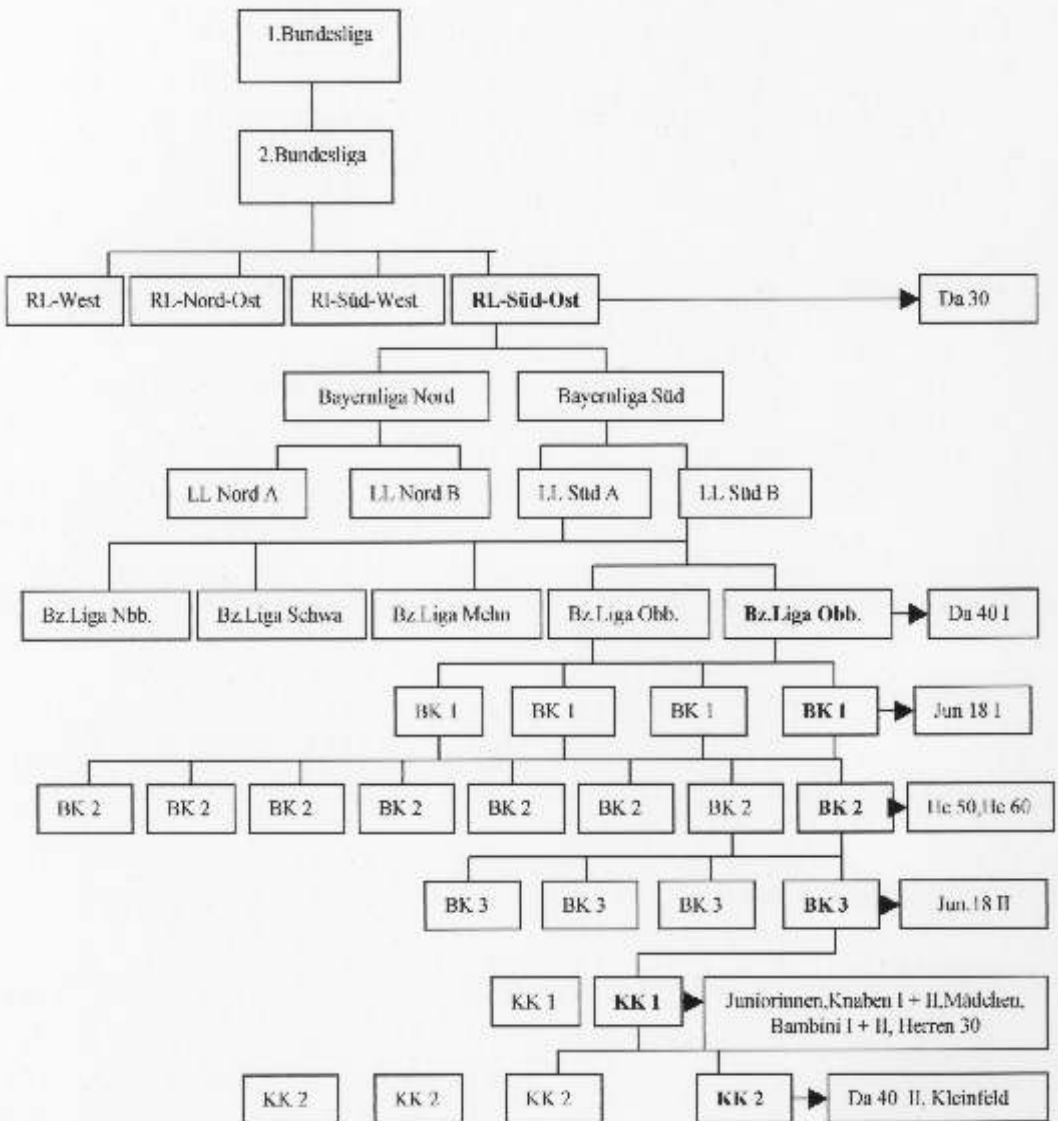 1.Bundesliga
2.Bundesliga
RL-West RL-Nord-Ost Rl-Süd-West RL-Süd-Ost Da 30
Bayernliga Nord Bayernliga Süd
LL Nord A LL Nord B LL Süd A LL Süd B
Bz.Liga Nbb. Bz.Liga Schwa Bz.Liga Mchn Bz.Liga Obb. Bz.Liga Obb. Da 40 I
BK 1 BK 1 BK 1 BK 1 Jun 18 I
BK 2 BK 2 BK 2 BK 2 BK 2 BK 2 BK 2 BK 2 He 50,He 60
BK 3 BK 3 BK 3 BK 3 Jun.18 II
KK 1 KK 1 Juniorinnen,Knaben I + II,Mädchen,
Bambini I + II, Herren 30
KK 2 KK 2 KK 2 KK 2 Da 40 II, Kleinfeld